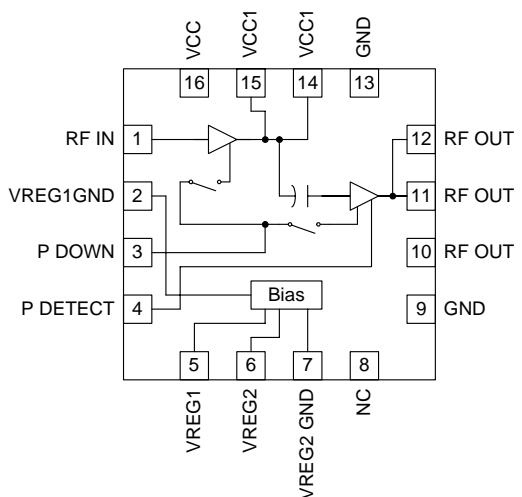 VCC
VCC1
VCC1
GND
16
15
14
13
RF IN
1
12
RF OUT
VREG1GND
2
11
RF OUT
P DOWN
3
10
RF OUT
P DETECT
4
Bias
9
GND
5
6
7
8
VREG1
VREG2
VREG2 GND
NC